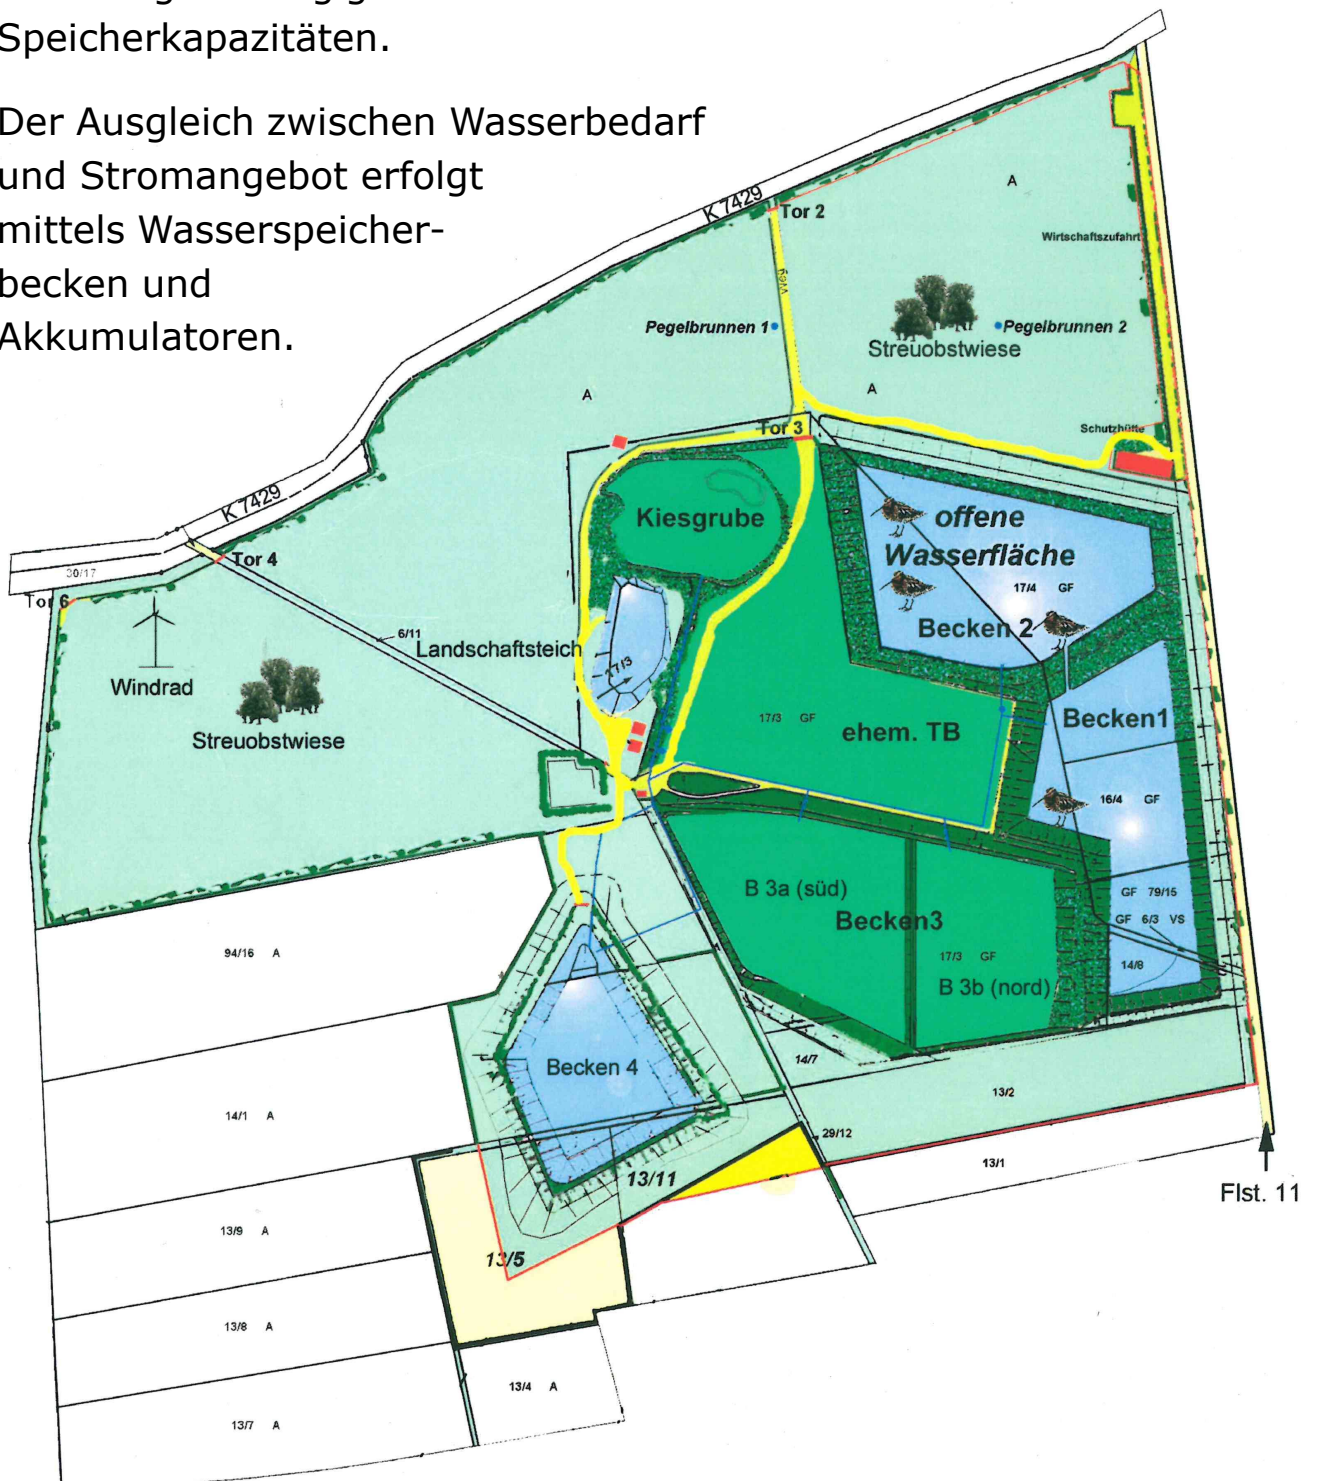 Speicherkapazitäten.
Der Ausgleich zwischen Wasserbedarf
und Stromangebot erfolgt
mittels Wasserspeicher-
becken und
Akkumulatoren.
K 7429
Tor 2
A
Wirtschaftszufahrt
Weg
Pegelbrunnen 1
Pegelbrunnen 2
Streuobstwiese
A
A
Tor 3
Schutzhütte
K 7429
Kiesgrube
offene
Wasserfläche
17/4 GF
Becken 2
Tor 4
30/17
Tor 6
6/11
Landschaftsteich
17/3
Windrad
Streuobstwiese
17/3 GF
ehem. TB
Becken1
16/4 GF
B 3a (süd)
Becken3
GF 79/15
GF 6/3 VS
17/3 GF
14/8
B 3b (nord)
94/16 A
Becken 4
14/7
13/2
14/1 A
29/12
13/1
13/11
Flst. 11
13/9 A
13/5
13/8 A
13/4 A
13/7 A